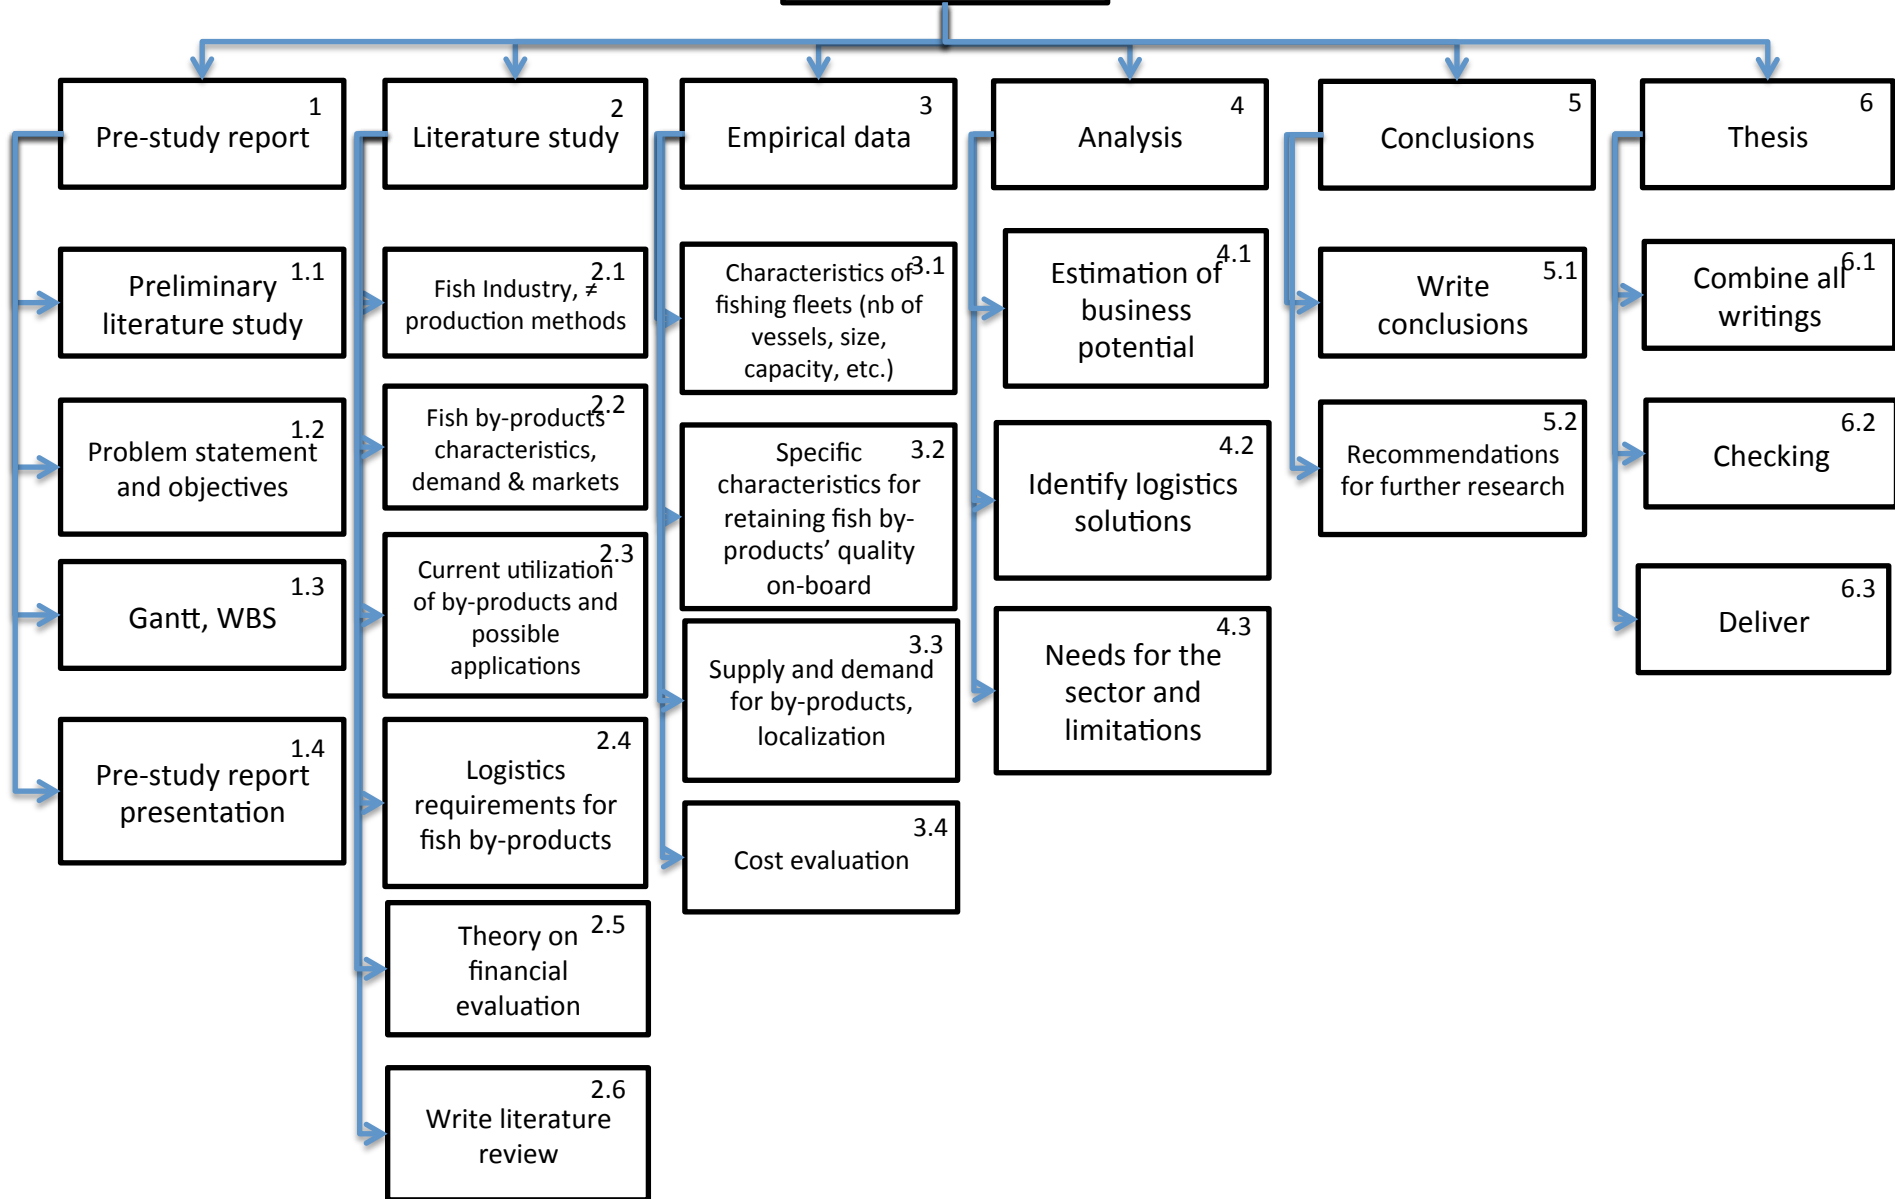 1
Pre-study report
1.1
Preliminary
literature study
1.2
Problem statement
and objectives
1.3
Gantt, WBS
1.4
Pre-study report
presentation
2
Literature study
2.1
Fish Industry, ≠
production methods
2.2
Fish by-products
characteristics,
demand & markets
2.3
Current utilization
of by-products and
possible
applications
2.4
Logistics
requirements for
fish by-products
2.5
Theory on
financial
evaluation
2.6
Write literature
review
3
Empirical data
3.1
Characteristics of
fishing fleets (nb of
vessels, size,
capacity, etc.)
3.2
Specific
characteristics for
retaining fish by-
products’ quality
on-board
3.3
Supply and demand
for by-products,
localization
3.4
Cost evaluation
4
Analysis
4.1
Estimation of
business
potential
4.2
Identify logistics
solutions
4.3
Needs for the
sector and
limitations
5
Conclusions
5.1
Write
conclusions
5.2
Recommendations
for further research
6
Thesis
6.1
Combine all
writings
6.2
Checking
6.3
Deliver